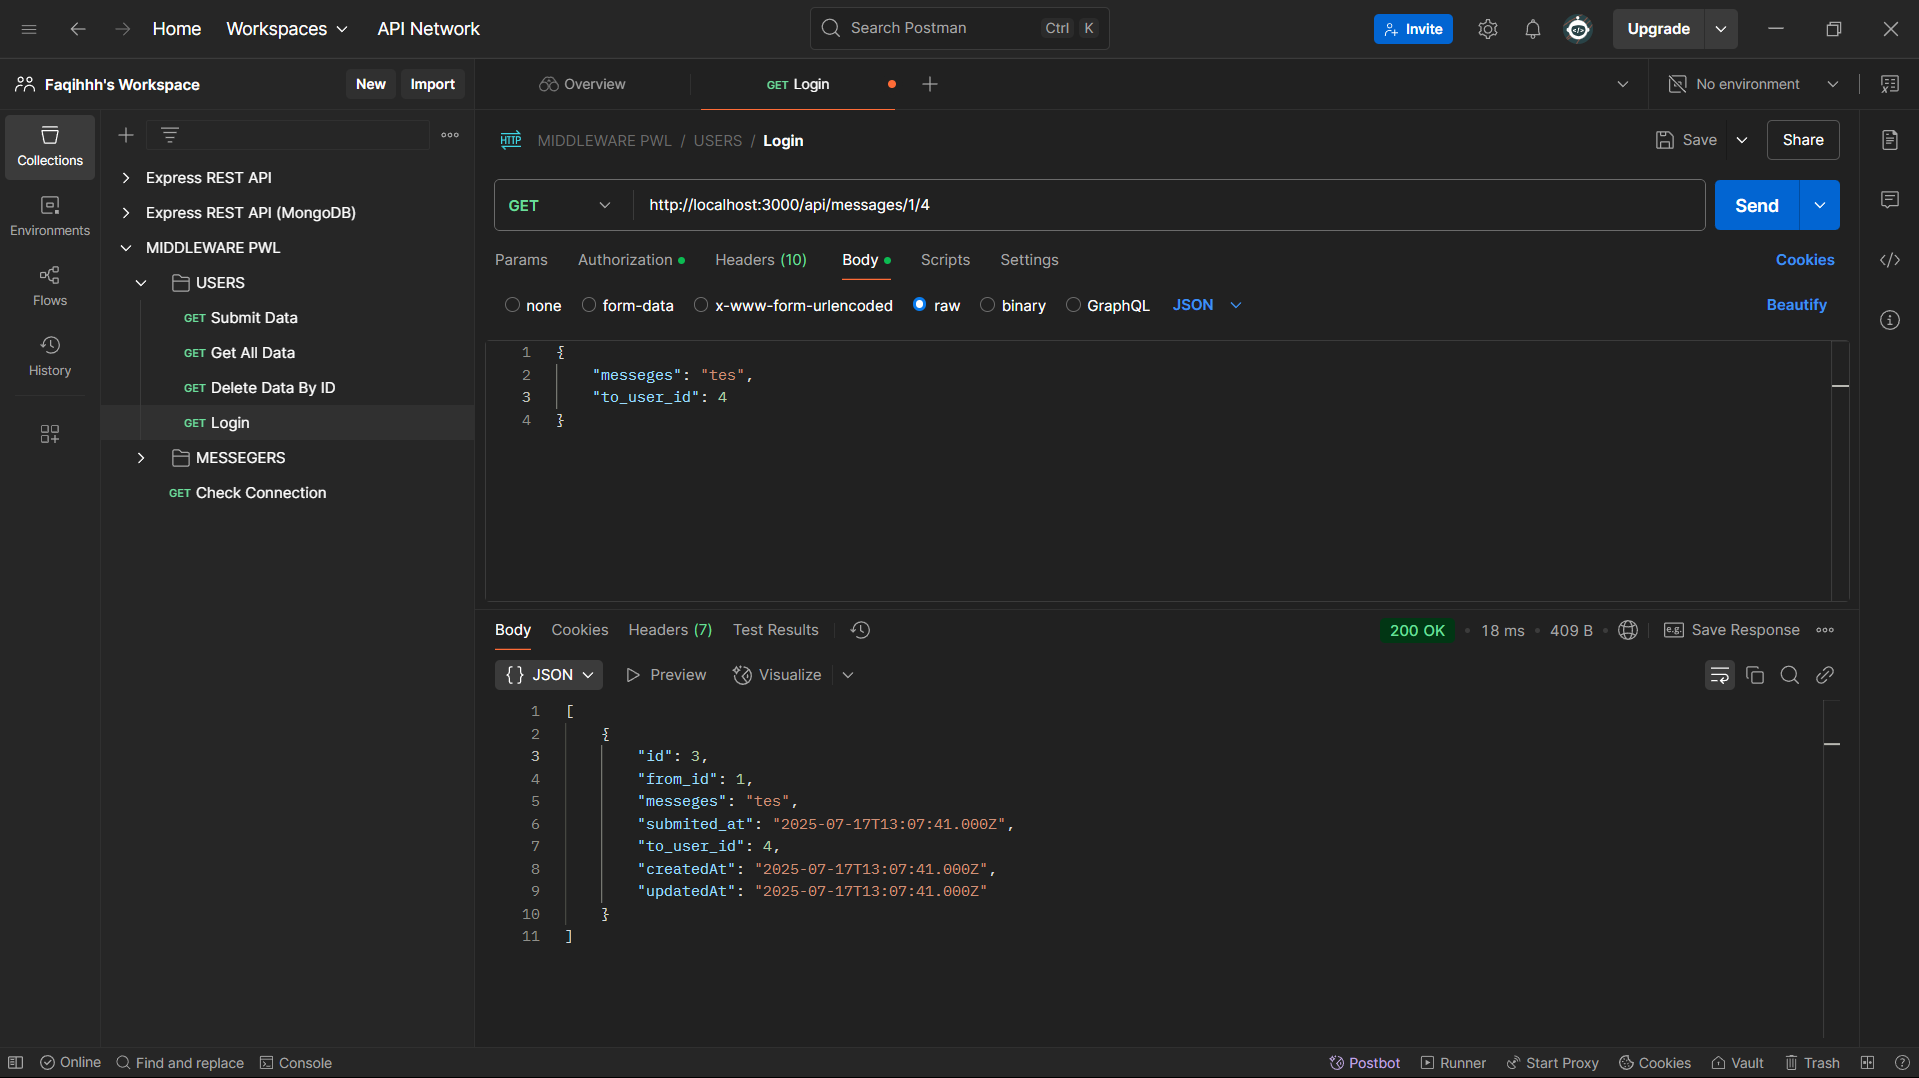 Home Workspaces API Network Search Postman Ctrl K Invite Upgrade
Faqihhh's Workspace New Import Overview GET Login No environment
Collections
Environments
Flows
History
Express REST API
Express REST API (MongoDB)
MIDDLEWARE PWL
USERS
GET Submit Data
GET Get All Data
GET Delete Data By ID
GET Login
MESSEGERS
GET Check Connection
HTTP MIDDLEWARE PWL / USERS / Login Save Share
GET http://localhost:3000/api/messages/1/4 Send
Params Authorization Headers (10) Body Scripts Settings Cookies
none form-data x-www-form-urlencoded raw binary GraphQL JSON Beautify
1 {
2 "messeges": "tes",
3 "to_user_id": 4
4 }
Body Cookies Headers (7) Test Results 200 OK • 18 ms • 409 B • e.g. Save Response
{} JSON Preview Visualize
1 [
2 {
3 "id": 3,
4 "from_id": 1,
5 "messeges": "tes",
6 "submited_at": "2025-07-17T13:07:41.000Z",
7 "to_user_id": 4,
8 "createdAt": "2025-07-17T13:07:41.000Z",
9 "updatedAt": "2025-07-17T13:07:41.000Z"
10 }
11 ]
Online Find and replace Console Postbot Runner Start Proxy Cookies Vault Trash